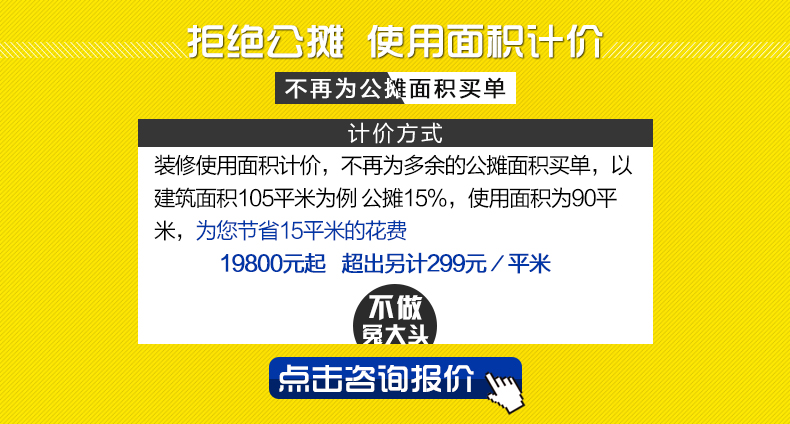 拒绝公摊 使用面积计价
不再为公摊面积买单
计价方式
装修使用面积计价，不再为多余的公摊面积买单，以
建筑面积105平米为例 公摊15%，使用面积为90平
米，为您节省15平米的花费
19800元起 超出另计299元／平米
不做
冤大头
点击咨询报价